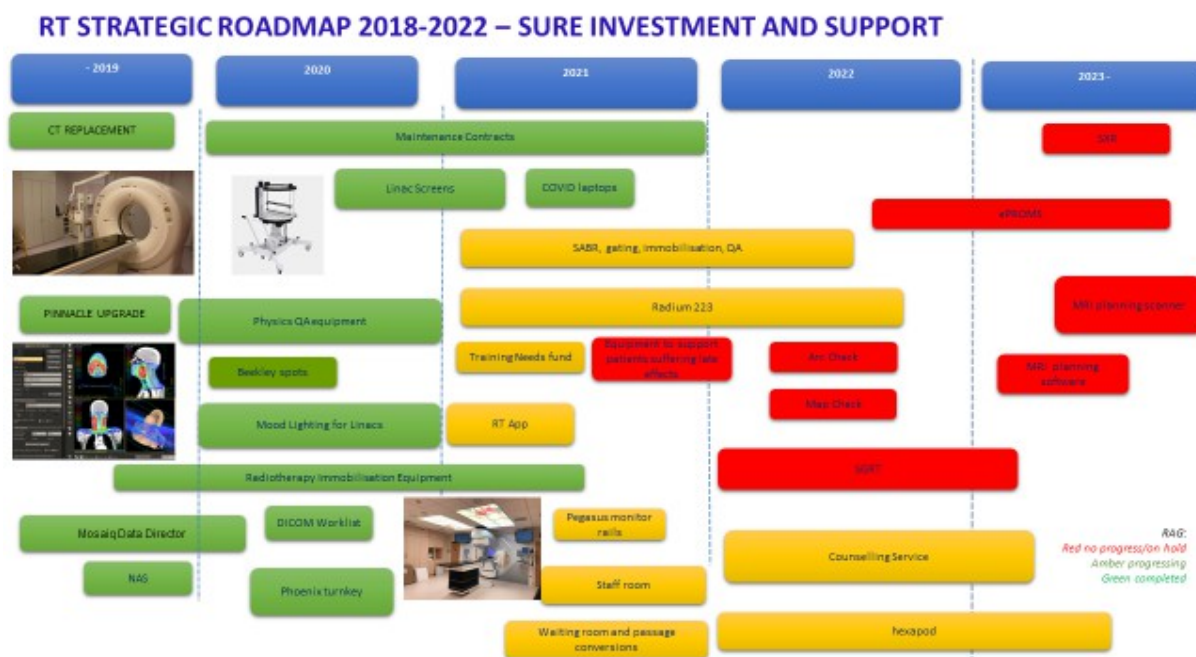 RT STRATEGIC ROADMAP 2018-2022 – SURE INVESTMENT AND SUPPORT
- 2019
2020
2021
2022
2023-
CT REPLACEMENT
Maintenance Contracts
SXR
Linac Screens
COVID laptops
ePROMS
SABR, gating, immobilisation, QA
PINNACLE UPGRADE
Physics QA equipment
Radium 223
MRI planning scanner
Beekley spots
Training Needs fund
Equipment to support
patients suffering late
effects
Arc Check
MRI planning
software
Map Check
Mood Lighting for Linacs
RT App
Radiotherapy Immobilisation Equipment
SGRT
Mosaiq Data Director
DICOM Worklist
Pegasus monitor
rails
Counselling Service
RAG:
Red no progress/on hold
Amber progressing
Green completed
NAS
Phoenix turnkey
Staff room
Waiting room and passage
conversions
hexapod